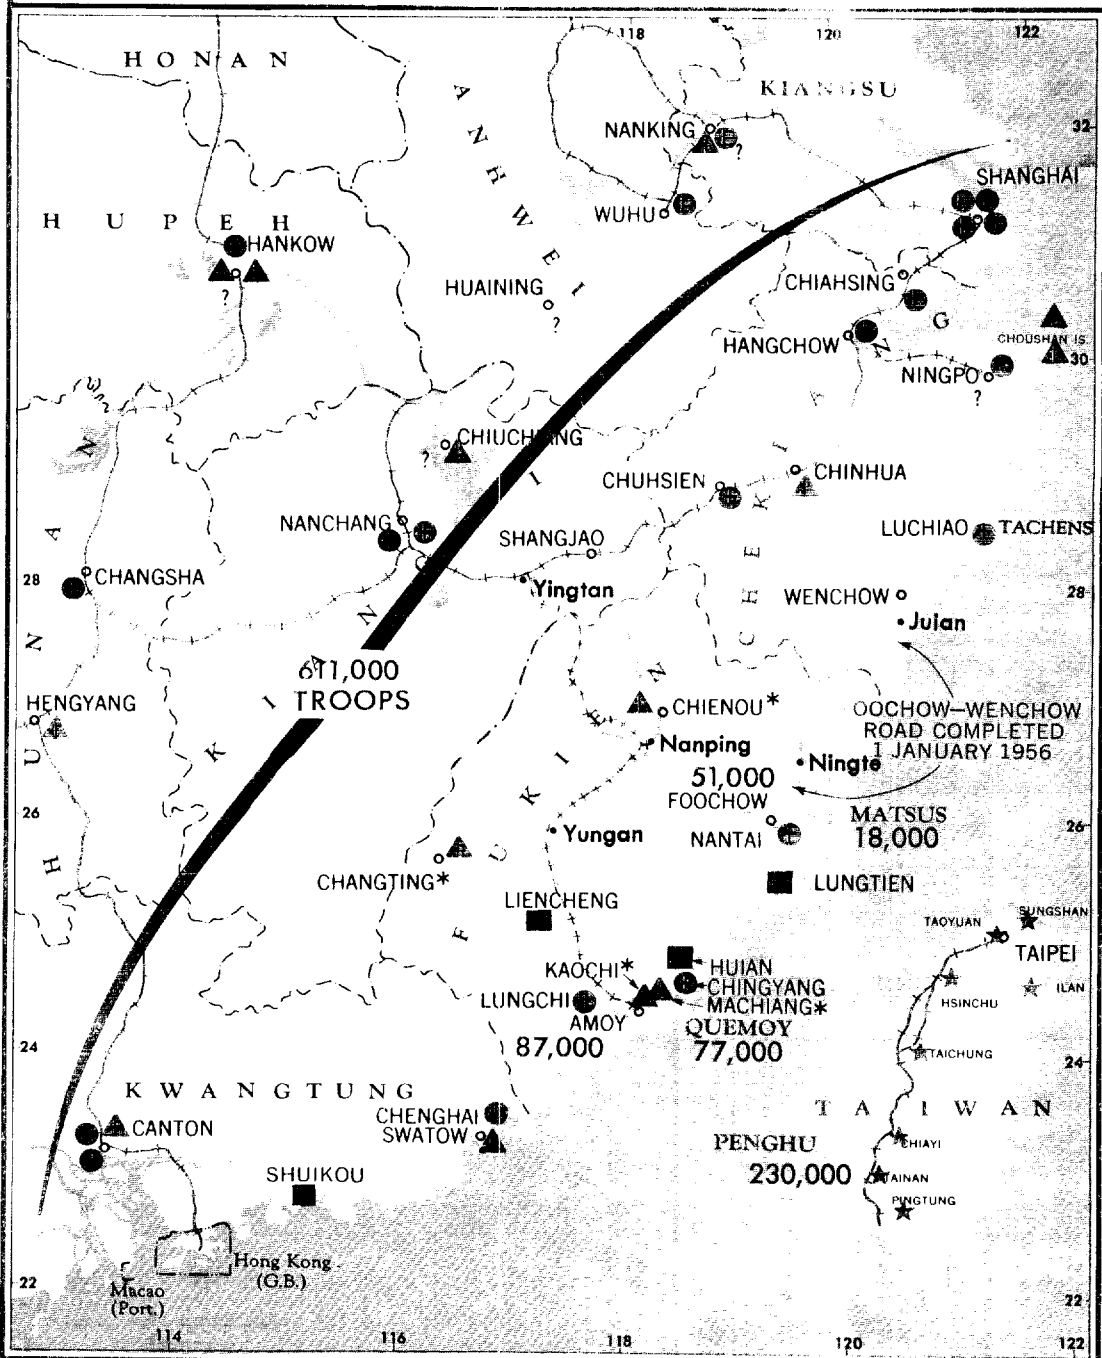 118
120
122
HONAN
ANHWEI
KIANGSU
32
NANKING
?
SHANGHAI
WUHU
HUPEH
HANKOW
?
HUAINING
?
CHIAHSING
HANGCHOW
CHOUSHAN IS.
30
NINGPO
?
CHEKIANG
CHIUCHIANG
?
CHUHSIEN
CHINHUA
NANCHANG
SHANGJAO
LUCHIAO
TACHENS
28
CHANGSHA
Yingtan
WENCHOW
28
Juian
HUNAN
KIANGSI
611,000
TROOPS
HENGYANG
CHIENOU*
OOCHOW—WENCHOW
ROAD COMPLETED
1 JANUARY 1956
Nanping
Ningte
51,000
FOOCHOW
26
MATSUS
18,000
26
Yungan
NANTAI
FUKIEN
CHANGTING*
LIENCHENG
LUNGTIEN
SUNGSHAN
TAOYUAN
TAIPEI
KAOCHI*
HUIAN
CHINGYANG
MACHIANG*
LUNGCHI
AMOY
HSINCHU
ILAN
QUEMOY
77,000
87,000
24
TAICHUNG
24
KWANGTUNG
TAIWAN
CANTON
CHENGHAI
SWATOW
CHIAYI
PENGHU
230,000
TAINAN
SHUIKOU
PINGTUNG
Hong Kong
(G.B.)
22
Macao
(Port.)
22
114
116
118
120
122